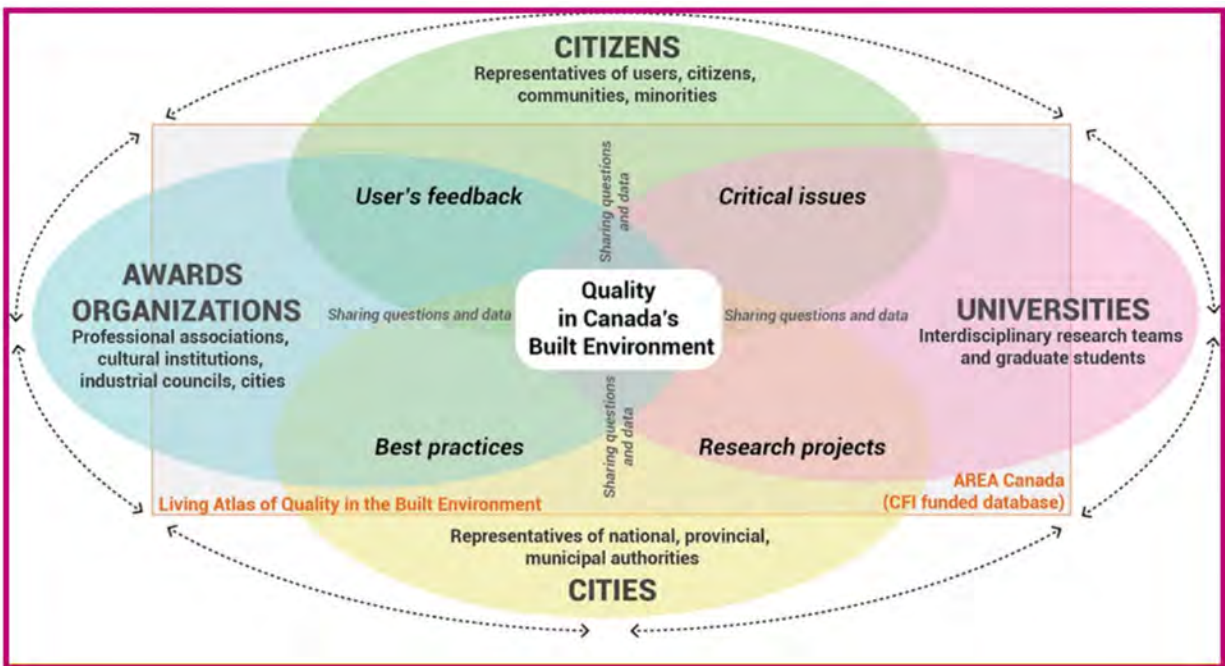 CITIZENS
Representatives of users, citizens,
communities, minorities
User's feedback
Sharing questions
and data
Critical issues
AWARDS
ORGANIZATIONS
Professional associations,
cultural institutions,
industrial councils, cities
Sharing questions and data
Quality
in Canada's
Built Environment
Sharing questions and data
UNIVERSITIES
Interdisciplinary research teams
and graduate students
Best practices
Sharing questions
and data
Research projects
Living Atlas of Quality in the Built Environment
AREA Canada
(CFI funded database)
Representatives of national, provincial,
municipal authorities
CITIES